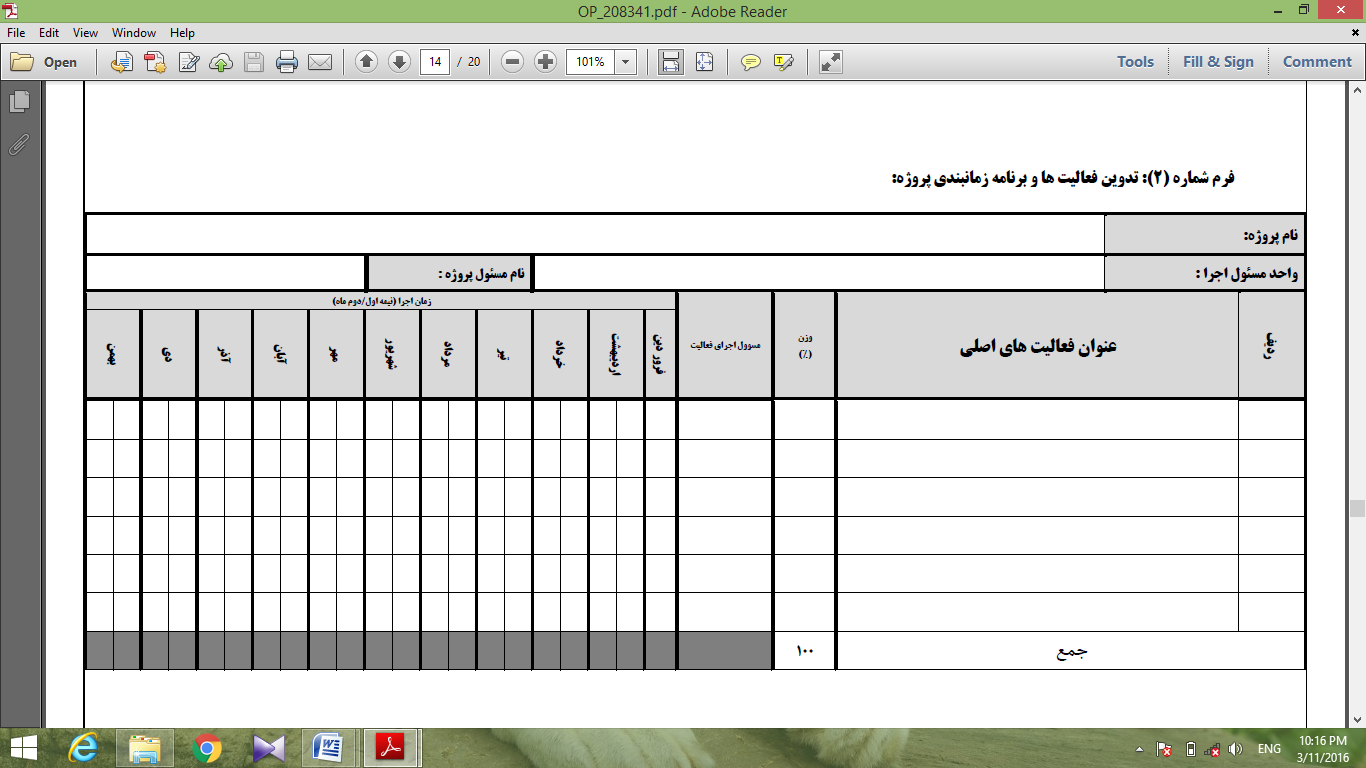 OP_208341.pdf - Adobe Reader
File Edit View Window Help
Open 14 / 20 101% Tools Fill & Sign Comment
فرم شماره (۲): تدوین فعالیت ها و برنامه زمانبندی پروژه:
نام پروژه:
واحد مسئول اجرا : نام مسئول پروژه :
ردیف عنوان فعالیت های اصلی وزن (٪) مسوول اجرای فعالیت زمان اجرا (نیمه اول/دوم ماه)
فروردین اردیبهشت خرداد تیر مرداد شهریور مهر آبان آذر دی بهمن
جمع ۱۰۰
ENG 10:16 PM
3/11/2016